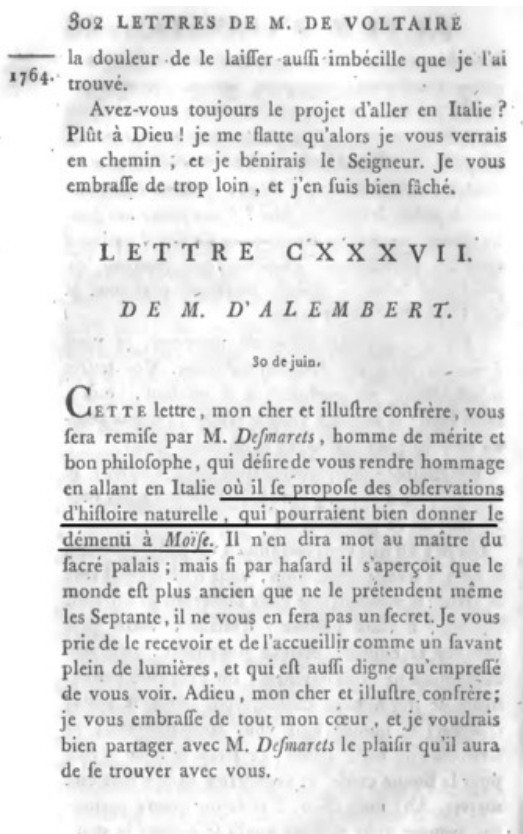 302 LETTRES DE M. DE VOLTAIRE
la douleur de le laiſſer auſſi imbécille que je l'ai
1764. trouvé.
Avez-vous toujours le projet d'aller en Italie ?
Plût à Dieu ! je me flatte qu'alors je vous verrais
en chemin ; et je bénirais le Seigneur. Je vous
embraſſe de trop loin , et j'en ſuis bien fâché.
LETTRE CXXXVII.
DE M. D'ALEMBERT.
30 de juin.
CETTE lettre , mon cher et illuſtre confrère , vous
ſera remiſe par M. Deſmarets , homme de mérite et
bon philoſophe , qui déſire de vous rendre hommage
en allant en Italie où il ſe propoſe des obſervations
d'hiſtoire naturelle , qui pourraient bien donner le
démenti à Moïſe. Il n'en dira mot au maître du
ſacré palais ; mais ſi par haſard il s'aperçoit que le
monde eſt plus ancien que ne le prétendent même
les Septante , il ne vous en fera pas un ſecret. Je vous
prie de le recevoir et de l'accueillir comme un ſavant
plein de lumières , et qui eſt auſſi digne qu'empreſſé
de vous voir. Adieu , mon cher et illuſtre confrère ;
je vous embraſſe de tout mon cœur , et je voudrais
bien partager avec M. Deſmarets le plaiſir qu'il aura
de ſe trouver avec vous.